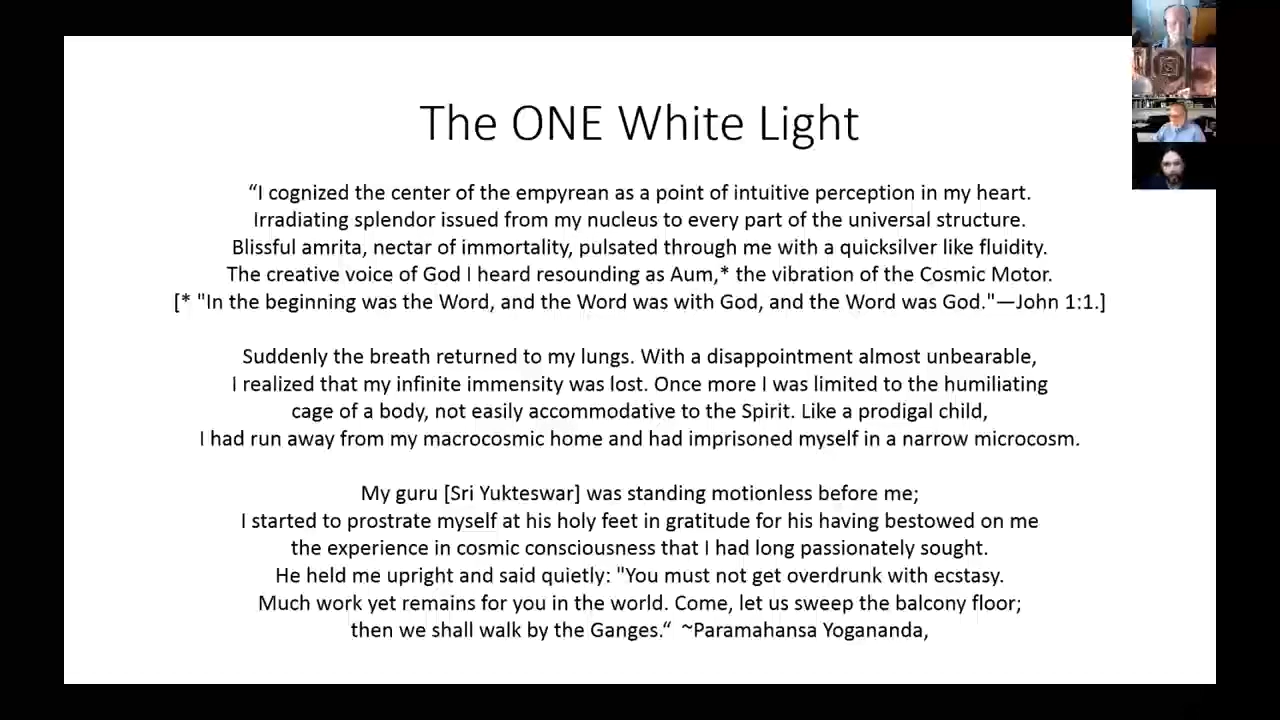 The ONE White Light
“I cognized the center of the empyrean as a point of intuitive perception in my heart.
Irradiating splendor issued from my nucleus to every part of the universal structure.
Blissful amrita, nectar of immortality, pulsated through me with a quicksilver like fluidity.
The creative voice of God I heard resounding as Aum,* the vibration of the Cosmic Motor.
[* "In the beginning was the Word, and the Word was with God, and the Word was God."—John 1:1.]
Suddenly the breath returned to my lungs. With a disappointment almost unbearable,
I realized that my infinite immensity was lost. Once more I was limited to the humiliating
cage of a body, not easily accommodative to the Spirit. Like a prodigal child,
I had run away from my macrocosmic home and had imprisoned myself in a narrow microcosm.
My guru [Sri Yukteswar] was standing motionless before me;
I started to prostrate myself at his holy feet in gratitude for his having bestowed on me
the experience in cosmic consciousness that I had long passionately sought.
He held me upright and said quietly: "You must not get overdrunk with ecstasy.
Much work yet remains for you in the world. Come, let us sweep the balcony floor;
then we shall walk by the Ganges.“ ~Paramahansa Yogananda,